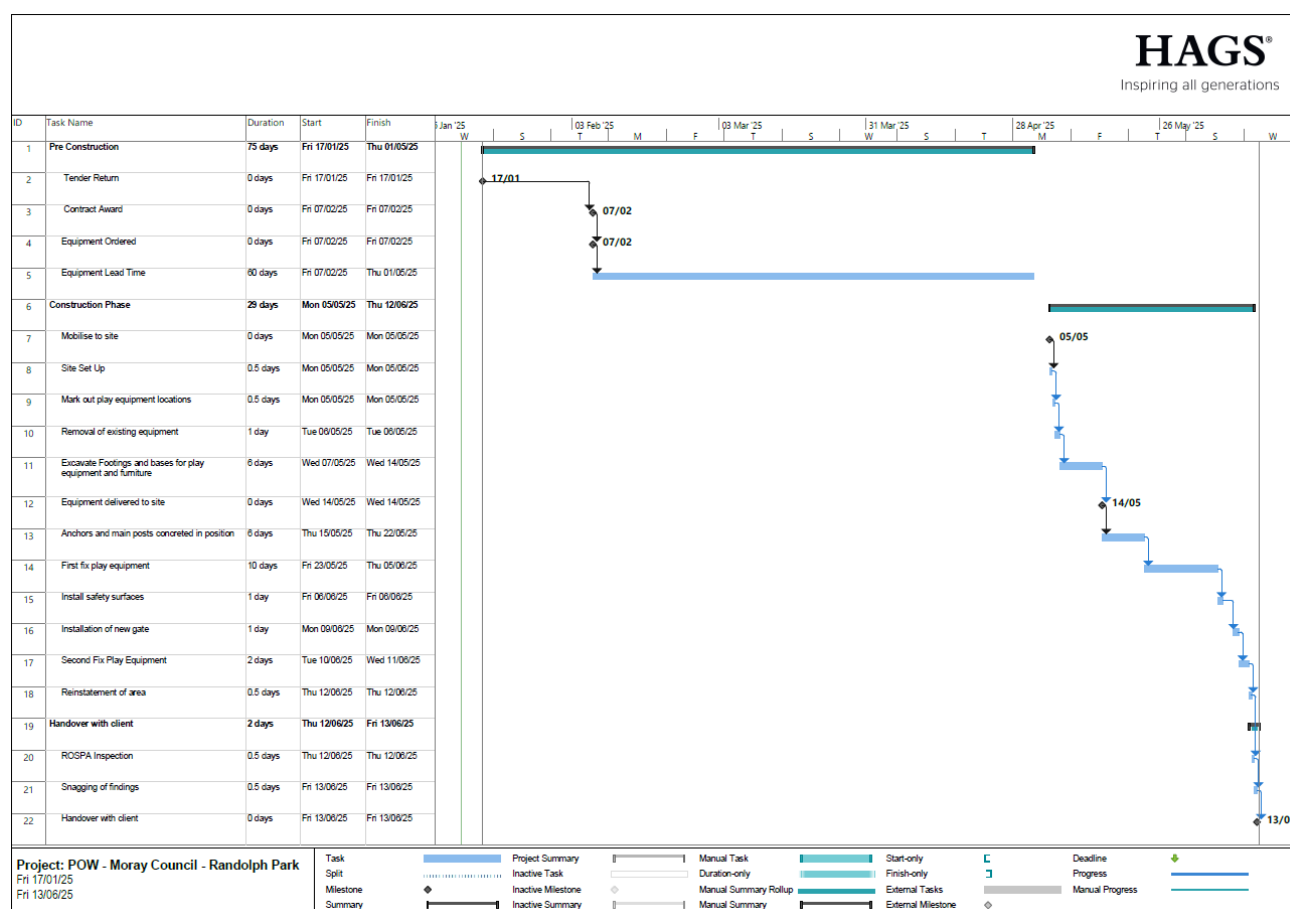 HAGS®
Inspiring all generations
ID Task Name Duration Start Finish Jan '25 03 Feb '25 03 Mar '25 31 Mar '25 28 Apr '25 26 May '25
W S T M F T S W S T M F T S W
1 Pre Construction 75 days Fri 17/01/25 Thu 01/05/25
2 Tender Return 0 days Fri 17/01/25 Fri 17/01/25 17/01
3 Contract Award 0 days Fri 07/02/25 Fri 07/02/25 07/02
4 Equipment Ordered 0 days Fri 07/02/25 Fri 07/02/25 07/02
5 Equipment Lead Time 60 days Fri 07/02/25 Thu 01/05/25
6 Construction Phase 29 days Mon 05/05/25 Thu 12/06/25
7 Mobilise to site 0 days Mon 05/05/25 Mon 05/05/25 05/05
8 Site Set Up 0.5 days Mon 05/05/25 Mon 05/05/25
9 Mark out play equipment locations 0.5 days Mon 05/05/25 Mon 05/05/25
10 Removal of existing equipment 1 day Tue 06/05/25 Tue 06/05/25
11 Excavate Footings and bases for play equipment and furniture 6 days Wed 07/05/25 Wed 14/05/25
12 Equipment delivered to site 0 days Wed 14/05/25 Wed 14/05/25 14/05
13 Anchors and main posts concreted in position 6 days Thu 15/05/25 Thu 22/05/25
14 First fix play equipment 10 days Fri 23/05/25 Thu 05/06/25
15 Install safety surfaces 1 day Fri 06/06/25 Fri 06/06/25
16 Installation of new gate 1 day Mon 09/06/25 Mon 09/06/25
17 Second Fix Play Equipment 2 days Tue 10/06/25 Wed 11/06/25
18 Reinstatement of area 0.5 days Thu 12/06/25 Thu 12/06/25
19 Handover with client 2 days Thu 12/06/25 Fri 13/06/25
20 ROSPA Inspection 0.5 days Thu 12/06/25 Thu 12/06/25
21 Snagging of findings 0.5 days Fri 13/06/25 Fri 13/06/25
22 Handover with client 0 days Fri 13/06/25 Fri 13/06/25 13/0
Project: POW - Moray Council - Randolph Park
Fri 17/01/25
Fri 13/06/25
Task Project Summary Manual Task Start-only Deadline
Split Inactive Task Duration-only Finish-only Progress
Milestone Inactive Milestone Manual Summary Rollup External Tasks Manual Progress
Summary Inactive Summary Manual Summary External Milestone